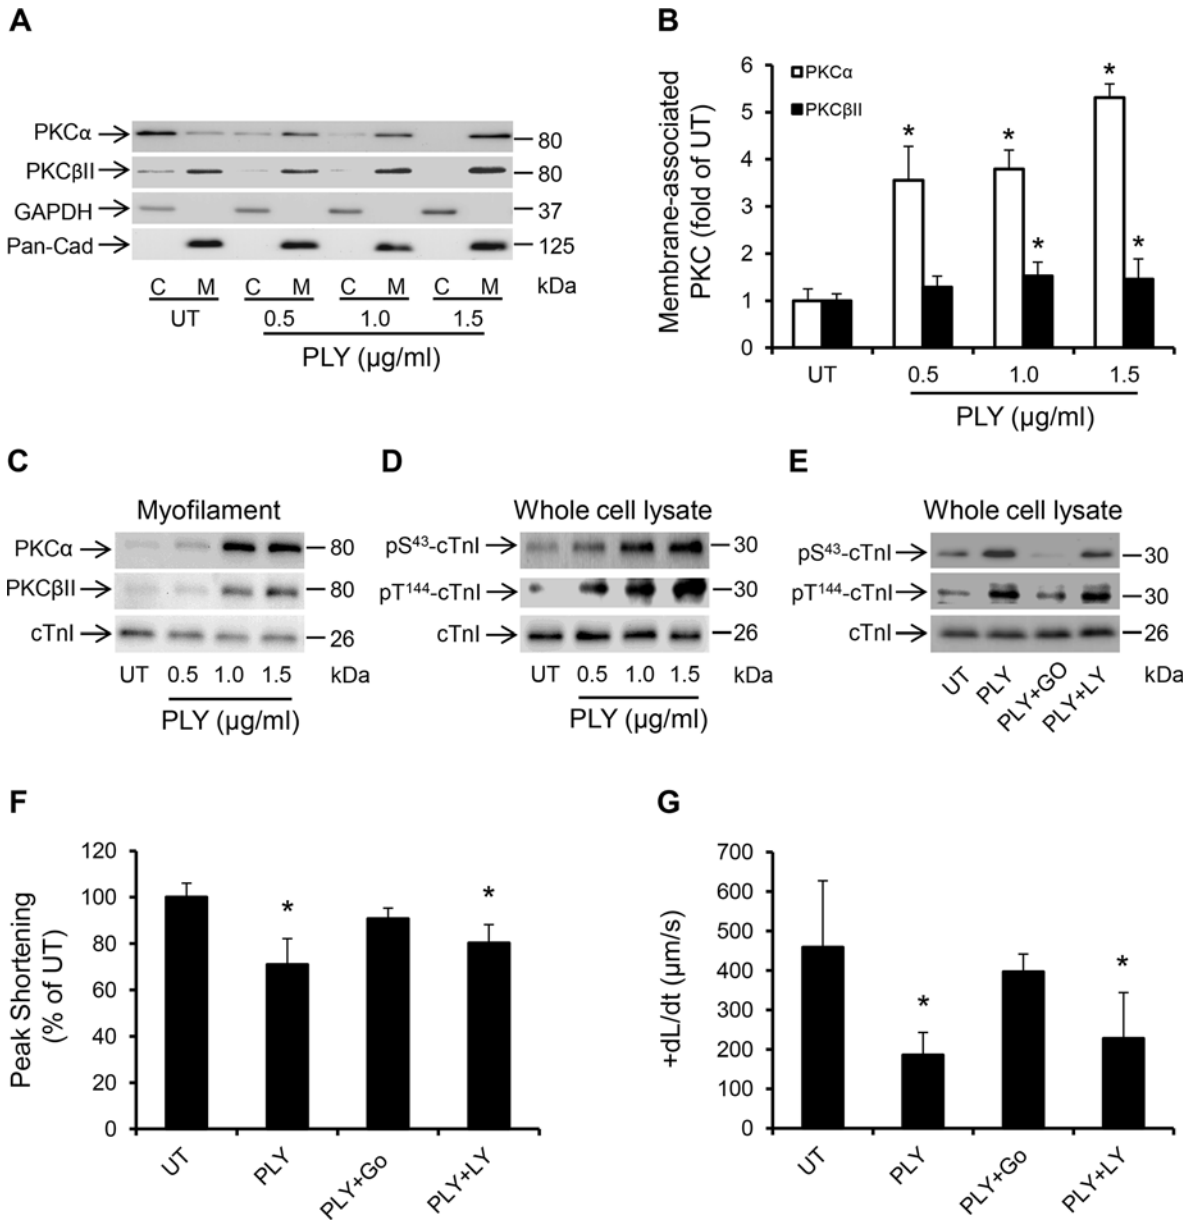 A
PKCα
80
PKCβII
80
GAPDH
37
Pan-Cad
125
C M C M C M C M kDa
UT 0.5 1.0 1.5
PLY (µg/ml)
B
Membrane-associated
PKC (fold of UT)
6
5
4
3
2
1
0
PKCα
PKCβII
*
*
*
*
*
UT 0.5 1.0 1.5
PLY (µg/ml)
C
Myofilament
PKCα
80
PKCβII
80
cTnI
26
UT 0.5 1.0 1.5 kDa
PLY (µg/ml)
D
Whole cell lysate
pS43-cTnI
30
pT144-cTnI
30
cTnI
26
UT 0.5 1.0 1.5 kDa
PLY (µg/ml)
E
Whole cell lysate
pS43-cTnI
30
pT144-cTnI
30
cTnI
26
UT PLY PLY+GO PLY+LY kDa
F
Peak Shortening
(% of UT)
120
100
80
60
40
20
0
*
*
UT PLY PLY+Go PLY+LY
G
+dL/dt (µm/s)
700
600
500
400
300
200
100
0
*
*
UT PLY PLY+Go PLY+LY